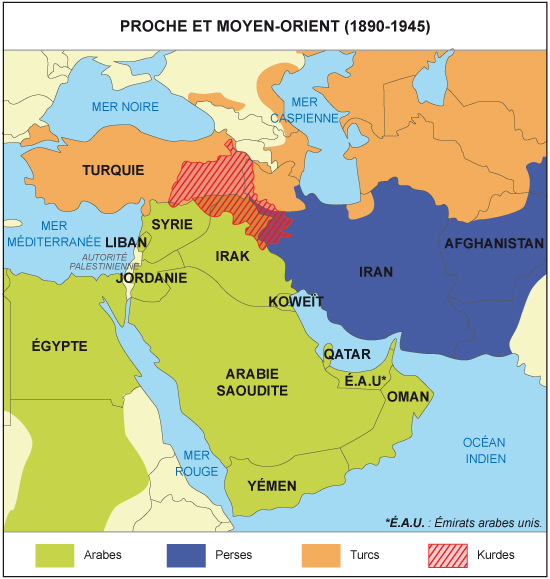 PROCHE ET MOYEN-ORIENT (1890-1945)
MER NOIRE
MER
CASPIENNE
TURQUIE
MER
MÉDITERRANÉE
SYRIE
LIBAN
AUTORITÉ
PALESTINIENNE
IRAK
JORDANIE
IRAN
AFGHANISTAN
KOWEÏT
ÉGYPTE
QATAR
É.A.U*
ARABIE
SAOUDITE
OMAN
MER
ROUGE
OCÉAN
INDIEN
YÉMEN
*É.A.U. : Émirats arabes unis.
Arabes
Perses
Turcs
Kurdes